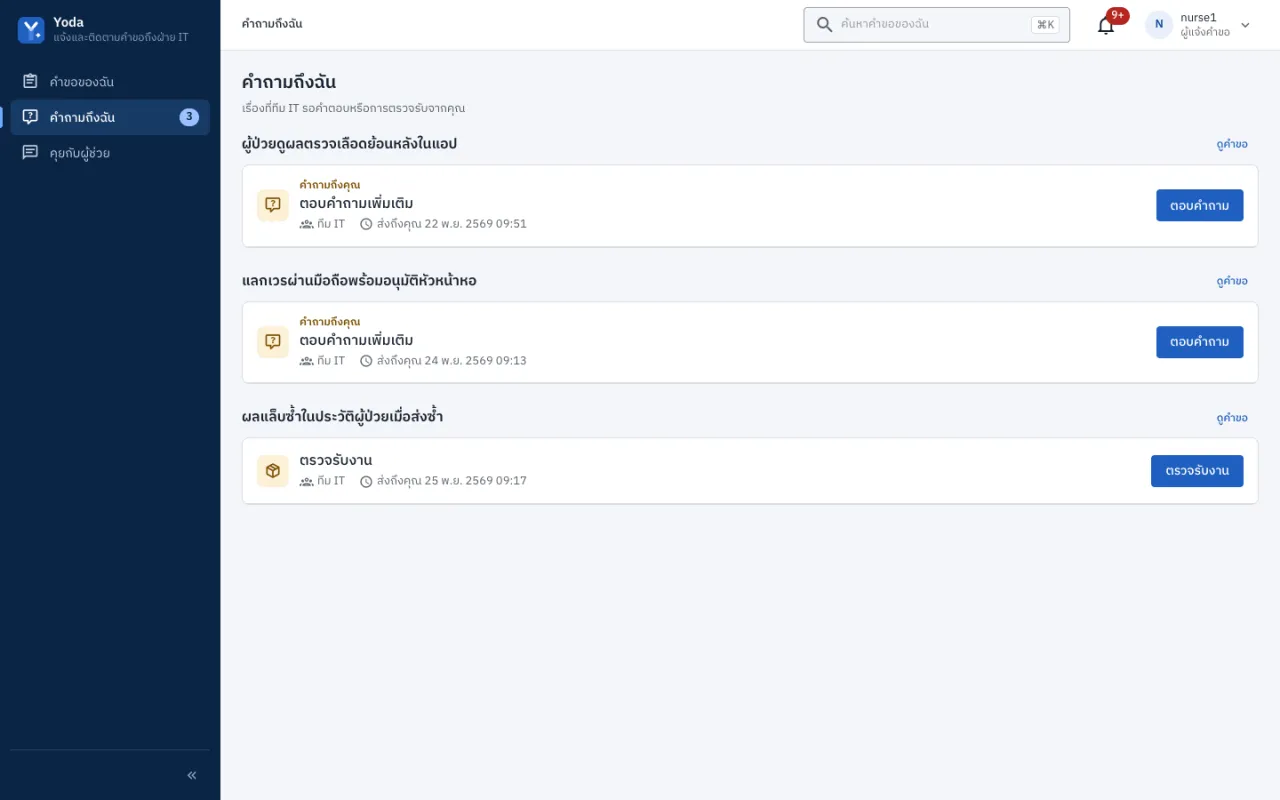 Yoda
แจ้งและติดตามคำขอถึงฝ่าย IT
คำขอของฉัน
คำถามถึงฉัน
3
คุยกับผู้ช่วย
คำถามถึงฉัน
ค้นหาคำขอของฉัน
⌘K
9+
N
nurse1
ผู้แจ้งคำขอ
คำถามถึงฉัน
เรื่องที่ทีม IT รอคำตอบหรือการตรวจรับจากคุณ
ผู้ป่วยดูผลตรวจเลือดย้อนหลังในแอป
ดูคำขอ
คำถามถึงคุณ
ตอบคำถามเพิ่มเติม
ทีม IT ส่งถึงคุณ 22 พ.ย. 2569 09:51
ตอบคำถาม
แลกเวรผ่านมือถือพร้อมอนุมัติหัวหน้าหอ
ดูคำขอ
คำถามถึงคุณ
ตอบคำถามเพิ่มเติม
ทีม IT ส่งถึงคุณ 24 พ.ย. 2569 09:13
ตอบคำถาม
ผลแล็บซ้ำในประวัติผู้ป่วยเมื่อส่งซ้ำ
ดูคำขอ
ตรวจรับงาน
ทีม IT ส่งถึงคุณ 25 พ.ย. 2569 09:17
ตรวจรับงาน